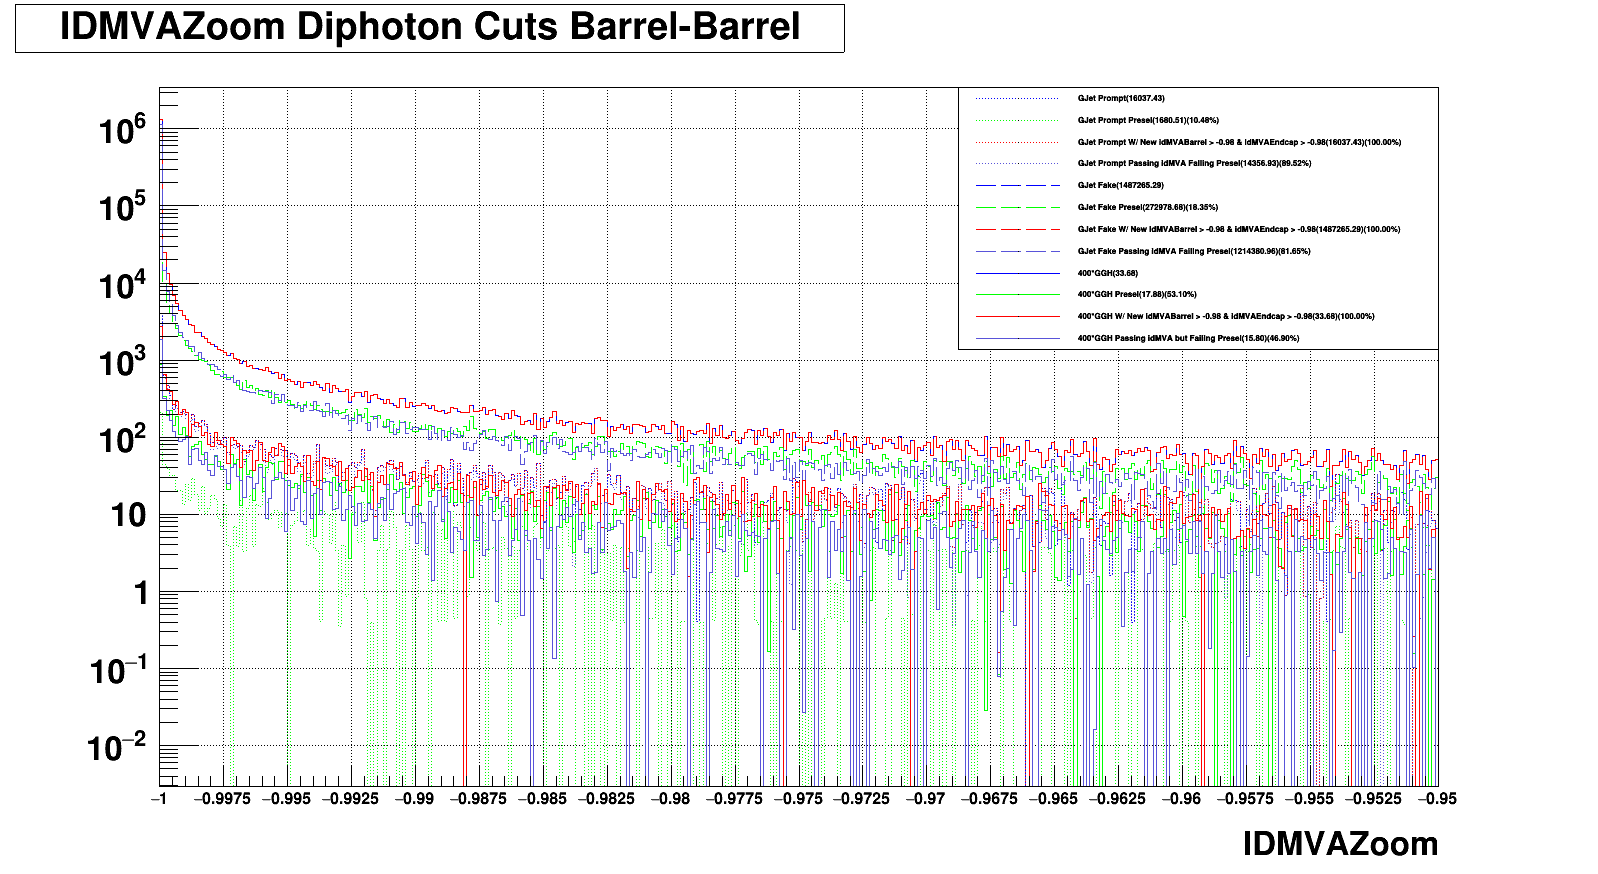 IDMVAZoom Diphoton Cuts Barrel-Barrel
GJet Prompt(16037.43)
GJet Prompt Presel(1680.51)(10.48%)
GJet Prompt W/ New idMVABarrel > -0.98 & idMVAEndcap > -0.98(16037.43)(100.00%)
GJet Prompt Passing idMVA Failing Presel(14356.93)(89.52%)
GJet Fake(1487265.29)
GJet Fake Presel(272978.68)(18.35%)
GJet Fake W/ New idMVABarrel > -0.98 & idMVAEndcap > -0.98(1487265.29)(100.00%)
GJet Fake Passing idMVA Failing Presel(1214380.96)(81.65%)
400*GGH(33.68)
400*GGH Presel(17.88)(53.10%)
400*GGH W/ New idMVABarrel > -0.98 & idMVAEndcap > -0.98(33.68)(100.00%)
400*GGH Passing idMVA but Failing Presel(15.80)(46.90%)
10⁶
10⁵
10⁴
10³
10²
10
1
10⁻¹
10⁻²
−1 −0.9975 −0.995 −0.9925 −0.99 −0.9875 −0.985 −0.9825 −0.98 −0.9775 −0.975 −0.9725 −0.97 −0.9675 −0.965 −0.9625 −0.96 −0.9575 −0.955 −0.9525 −0.95
IDMVAZoom